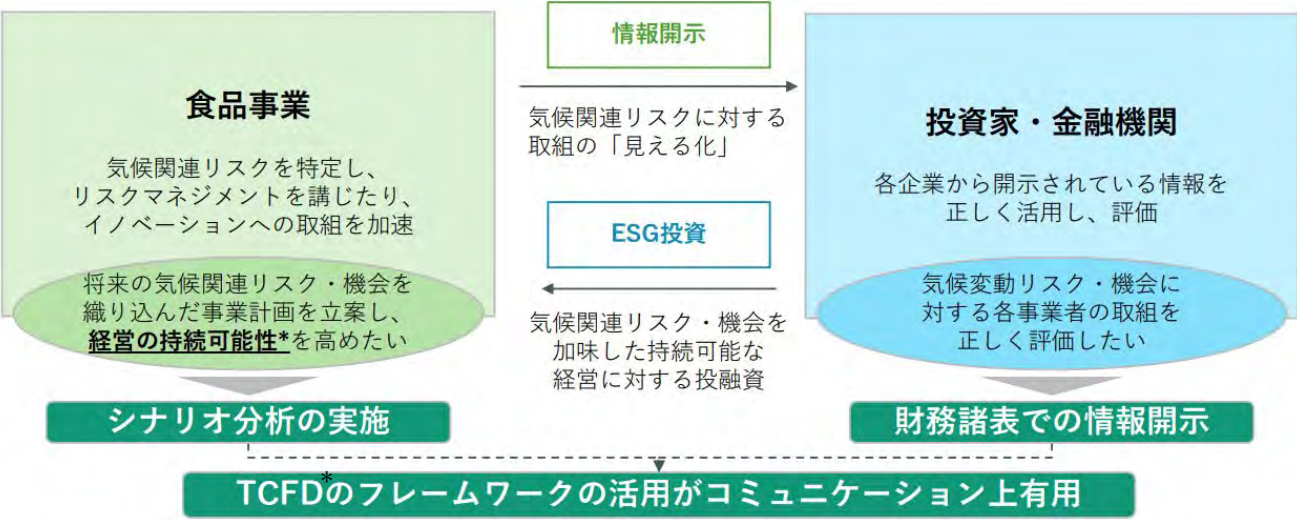 食品事業
気候関連リスクを特定し、
リスクマネジメントを講じたり、
イノベーションへの取組を加速
将来の気候関連リスク・機会を
織り込んだ事業計画を立案し、
経営の持続可能性*を高めたい
シナリオ分析の実施
情報開示
気候関連リスクに対する
取組の「見える化」
ESG投資
気候関連リスク・機会を
加味した持続可能な
経営に対する投融資
投資家・金融機関
各企業から開示されている情報を
正しく活用し、評価
気候変動リスク・機会に
対する各事業者の取組を
正しく評価したい
財務諸表での情報開示
TCFD*のフレームワークの活用がコミュニケーション上有用